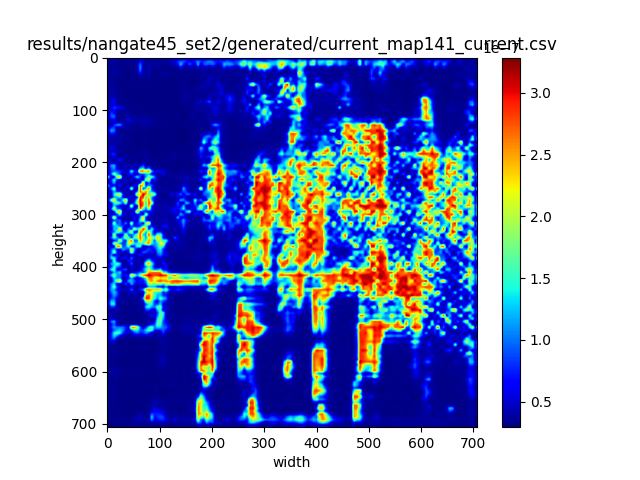 results/nangate45_set2/generated/current_map141_current.csv
1e−7
0
100
200
300
400
500
600
700
height
0 100 200 300 400 500 600 700
width
3.0
2.5
2.0
1.5
1.0
0.5